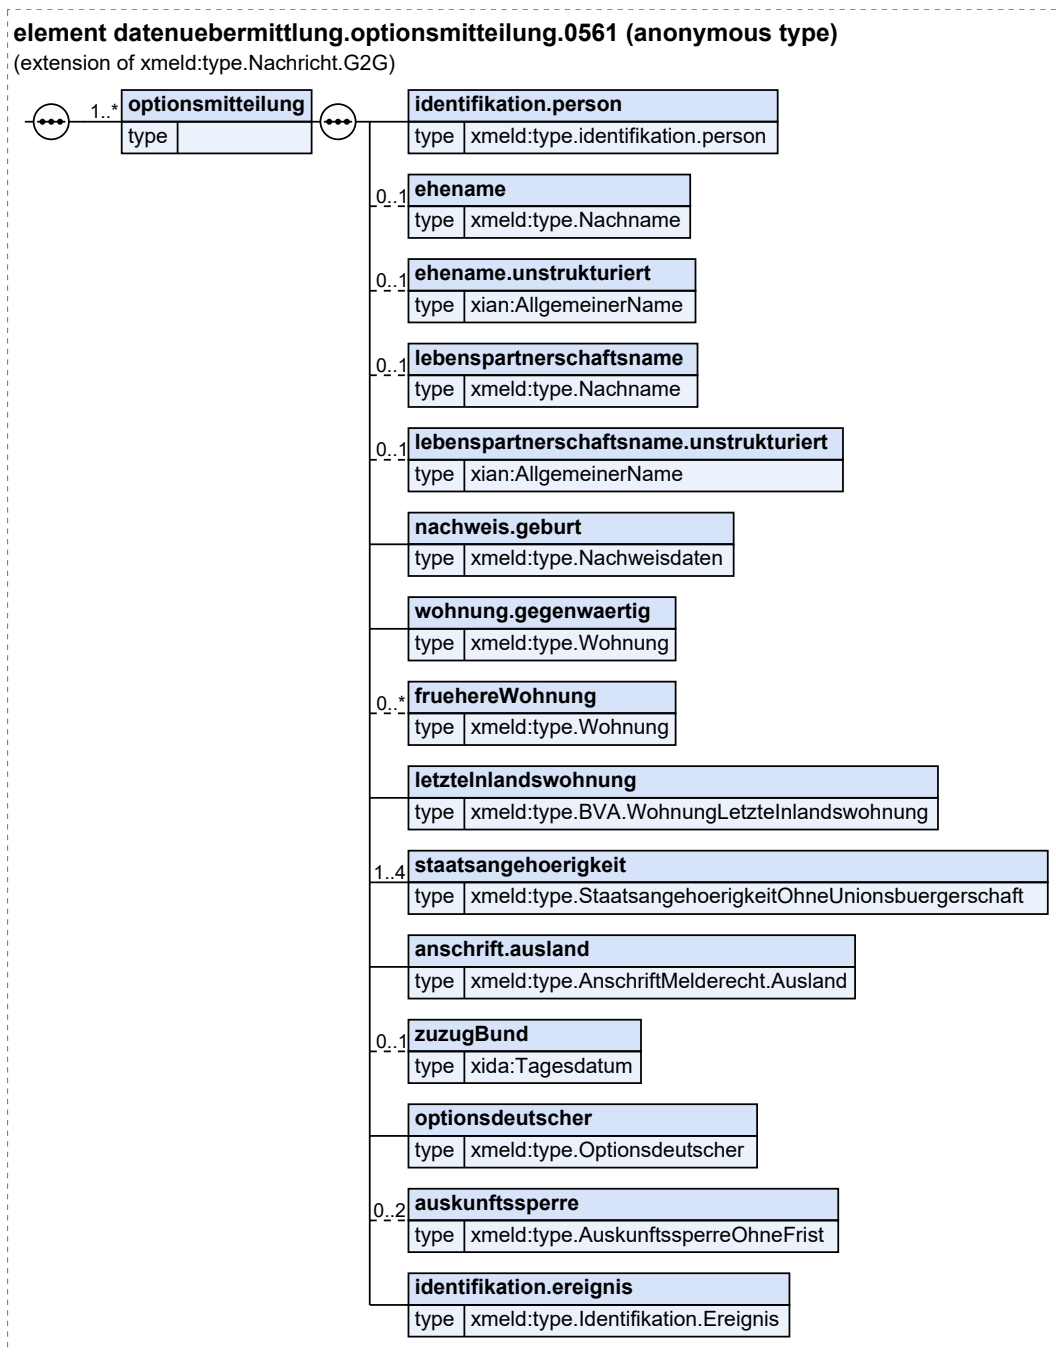 element datenuebermittlung.optionsmitteilung.0561 (anonymous type)
(extension of xmeld:type.Nachricht.G2G)
1..* optionsmitteilung
type
identifikation.person
type xmeld:type.identifikation.person
0..1 ehename
type xmeld:type.Nachname
0..1 ehename.unstrukturiert
type xian:AllgemeinerName
0..1 lebenspartnerschaftsname
type xmeld:type.Nachname
0..1 lebenspartnerschaftsname.unstrukturiert
type xian:AllgemeinerName
nachweis.geburt
type xmeld:type.Nachweisdaten
wohnung.gegenwaertig
type xmeld:type.Wohnung
0..* fruehereWohnung
type xmeld:type.Wohnung
letzteInlandswohnung
type xmeld:type.BVA.WohnungLetzteInlandswohnung
1..4 staatsangehoerigkeit
type xmeld:type.StaatsangehoerigkeitOhneUnionsbuergerschaft
anschrift.ausland
type xmeld:type.AnschriftMelderecht.Ausland
0..1 zuzugBund
type xida:Tagesdatum
optionsdeutscher
type xmeld:type.Optionsdeutscher
0..2 auskunftssperre
type xmeld:type.AuskunftssperreOhneFrist
identifikation.ereignis
type xmeld:type.Identifikation.Ereignis